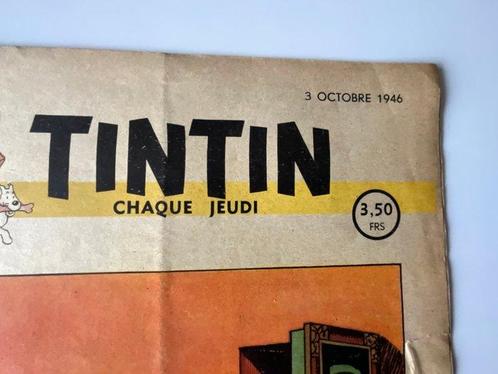 3 OCTOBRE 1946
TINTIN
CHAQUE JEUDI
3,50
FRS